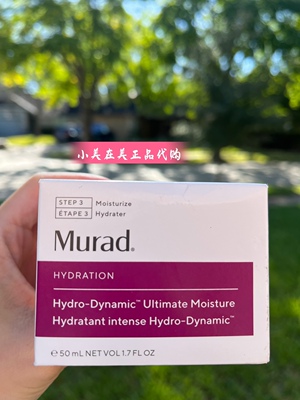 小美在美正品代购
STEP 3 Moisturize
ÉTAPE 3 Hydrater
Murad®
HYDRATION
Hydro-Dynamic™ Ultimate Moisture
Hydratant intense Hydro-Dynamic™
℮ 50 mL NET VOL 1.7 FL OZ